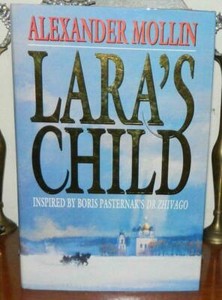 ALEXANDER MOLLIN
LARA'S
CHILD
INSPIRED BY BORIS PASTERNAK'S DR ZHIVAGO